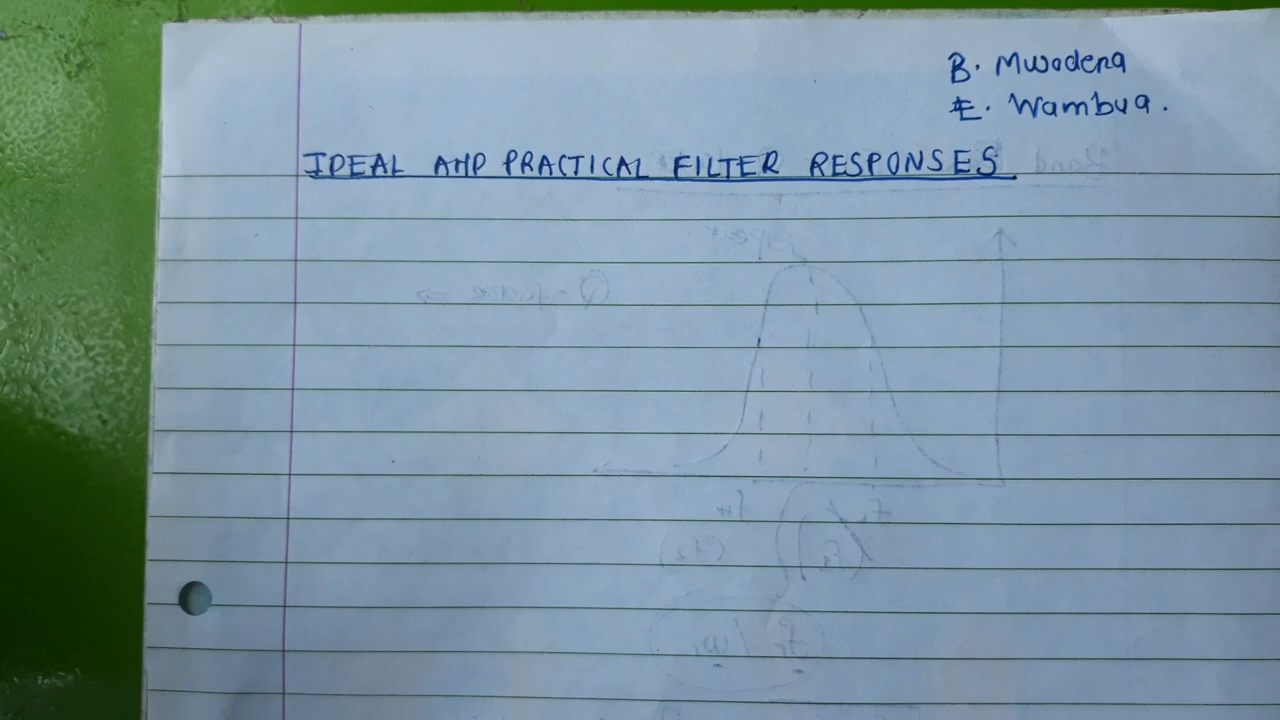 B. Mwadena
E. Wambua.
IDEAL AND PRACTICAL FILTER RESPONSES